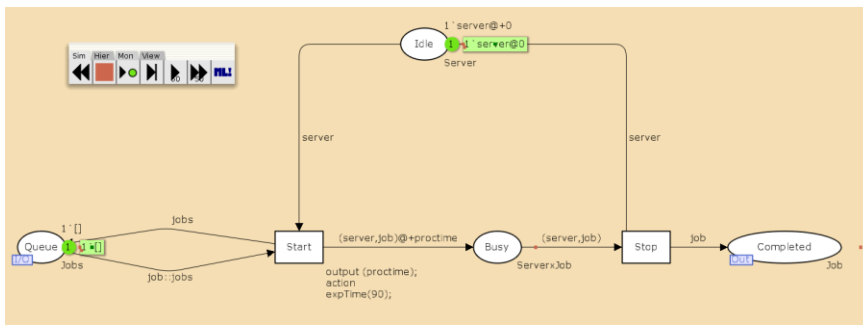 1`server@+0
Idle
1
1`server@0
Server
Sim Hier Mon View
ML!
server
server
1`[]
jobs
Queue
1
1`[]
I/O
Jobs
job::jobs
Start
(server,job)@+proctime
output (proctime);
action
expTime(90);
Busy
ServerxJob
(server,job)
Stop
job
Completed
Out
Job